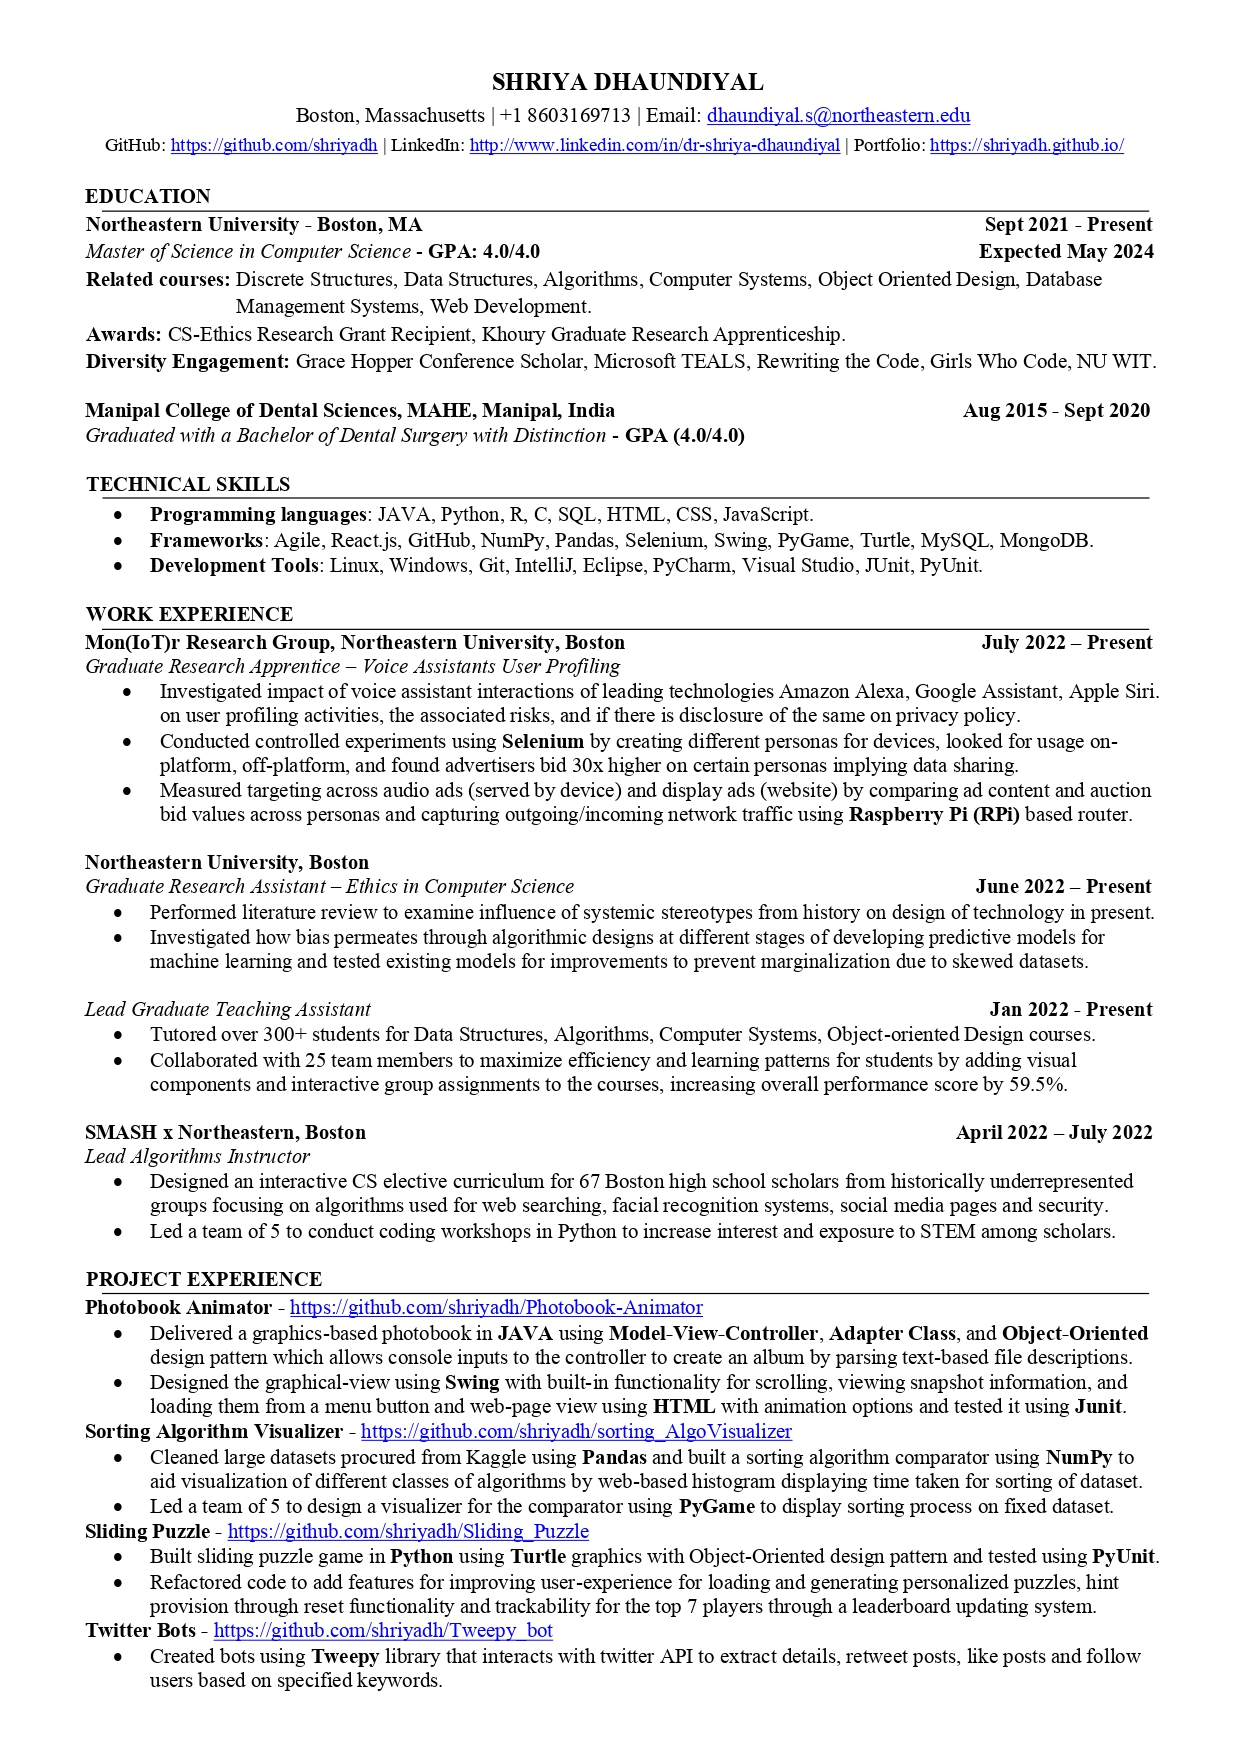 SHRIYA DHAUNDIYAL
Boston, Massachusetts | +1 8603169713 | Email: dhaundiyal.s@northeastern.edu
GitHub: https://github.com/shriyadh | LinkedIn: http://www.linkedin.com/in/dr-shriya-dhaundiyal | Portfolio: https://shriyadh.github.io/
EDUCATION
Northeastern University - Boston, MA Sept 2021 - Present
Master of Science in Computer Science - GPA: 4.0/4.0 Expected May 2024
Related courses: Discrete Structures, Data Structures, Algorithms, Computer Systems, Object Oriented Design, Database
Management Systems, Web Development.
Awards: CS-Ethics Research Grant Recipient, Khoury Graduate Research Apprenticeship.
Diversity Engagement: Grace Hopper Conference Scholar, Microsoft TEALS, Rewriting the Code, Girls Who Code, NU WIT.
Manipal College of Dental Sciences, MAHE, Manipal, India Aug 2015 - Sept 2020
Graduated with a Bachelor of Dental Surgery with Distinction - GPA (4.0/4.0)
TECHNICAL SKILLS
• Programming languages: JAVA, Python, R, C, SQL, HTML, CSS, JavaScript.
• Frameworks: Agile, React.js, GitHub, NumPy, Pandas, Selenium, Swing, PyGame, Turtle, MySQL, MongoDB.
• Development Tools: Linux, Windows, Git, IntelliJ, Eclipse, PyCharm, Visual Studio, JUnit, PyUnit.
WORK EXPERIENCE
Mon(IoT)r Research Group, Northeastern University, Boston July 2022 – Present
Graduate Research Apprentice – Voice Assistants User Profiling
• Investigated impact of voice assistant interactions of leading technologies Amazon Alexa, Google Assistant, Apple Siri.
on user profiling activities, the associated risks, and if there is disclosure of the same on privacy policy.
• Conducted controlled experiments using Selenium by creating different personas for devices, looked for usage on-
platform, off-platform, and found advertisers bid 30x higher on certain personas implying data sharing.
• Measured targeting across audio ads (served by device) and display ads (website) by comparing ad content and auction
bid values across personas and capturing outgoing/incoming network traffic using Raspberry Pi (RPi) based router.
Northeastern University, Boston
Graduate Research Assistant – Ethics in Computer Science June 2022 – Present
• Performed literature review to examine influence of systemic stereotypes from history on design of technology in present.
• Investigated how bias permeates through algorithmic designs at different stages of developing predictive models for
machine learning and tested existing models for improvements to prevent marginalization due to skewed datasets.
Lead Graduate Teaching Assistant Jan 2022 - Present
• Tutored over 300+ students for Data Structures, Algorithms, Computer Systems, Object-oriented Design courses.
• Collaborated with 25 team members to maximize efficiency and learning patterns for students by adding visual
components and interactive group assignments to the courses, increasing overall performance score by 59.5%.
SMASH x Northeastern, Boston April 2022 – July 2022
Lead Algorithms Instructor
• Designed an interactive CS elective curriculum for 67 Boston high school scholars from historically underrepresented
groups focusing on algorithms used for web searching, facial recognition systems, social media pages and security.
• Led a team of 5 to conduct coding workshops in Python to increase interest and exposure to STEM among scholars.
PROJECT EXPERIENCE
Photobook Animator - https://github.com/shriyadh/Photobook-Animator
• Delivered a graphics-based photobook in JAVA using Model-View-Controller, Adapter Class, and Object-Oriented
design pattern which allows console inputs to the controller to create an album by parsing text-based file descriptions.
• Designed the graphical-view using Swing with built-in functionality for scrolling, viewing snapshot information, and
loading them from a menu button and web-page view using HTML with animation options and tested it using Junit.
Sorting Algorithm Visualizer - https://github.com/shriyadh/sorting_AlgoVisualizer
• Cleaned large datasets procured from Kaggle using Pandas and built a sorting algorithm comparator using NumPy to
aid visualization of different classes of algorithms by web-based histogram displaying time taken for sorting of dataset.
• Led a team of 5 to design a visualizer for the comparator using PyGame to display sorting process on fixed dataset.
Sliding Puzzle - https://github.com/shriyadh/Sliding_Puzzle
• Built sliding puzzle game in Python using Turtle graphics with Object-Oriented design pattern and tested using PyUnit.
• Refactored code to add features for improving user-experience for loading and generating personalized puzzles, hint
provision through reset functionality and trackability for the top 7 players through a leaderboard updating system.
Twitter Bots - https://github.com/shriyadh/Tweepy_bot
• Created bots using Tweepy library that interacts with twitter API to extract details, retweet posts, like posts and follow
users based on specified keywords.